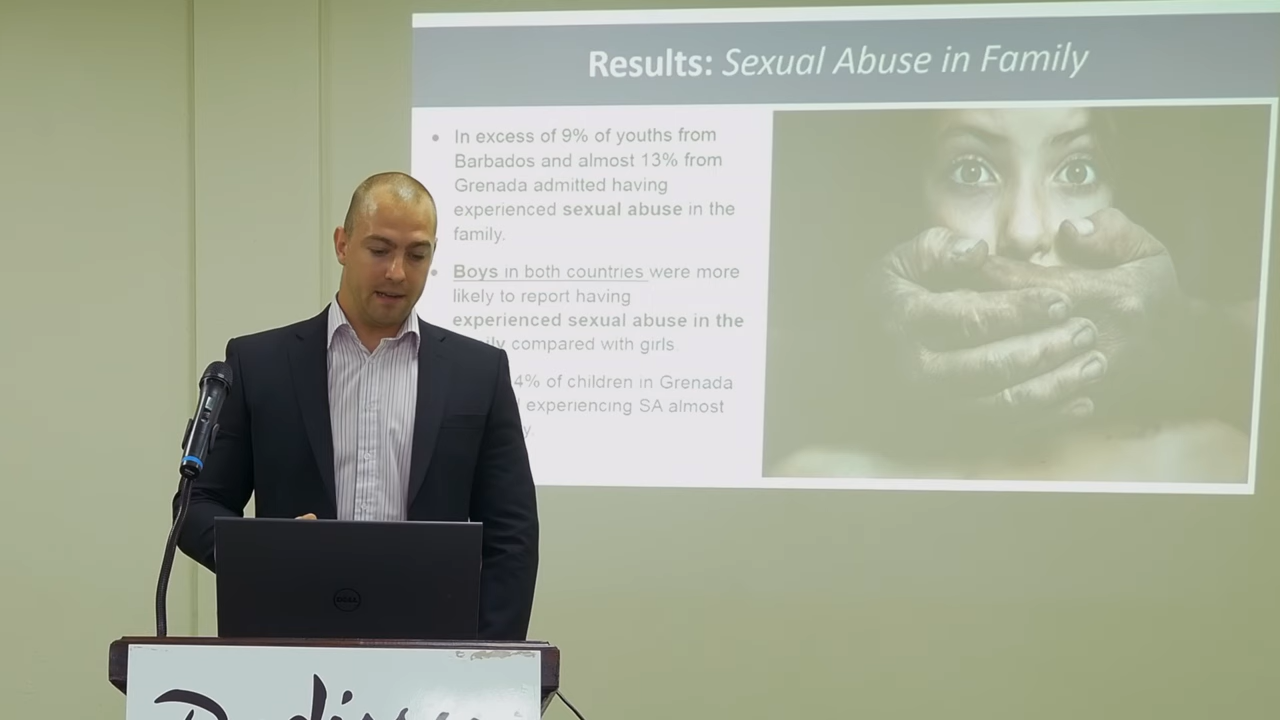 Results: Sexual Abuse in Family
• In excess of 9% of youths from
Barbados and almost 13% from
Grenada admitted having
experienced sexual abuse in the
family.
• Boys in both countries were more
likely to report having
experienced sexual abuse in the
compared with girls.
4% of children in Grenada
experiencing SA almost
DELL